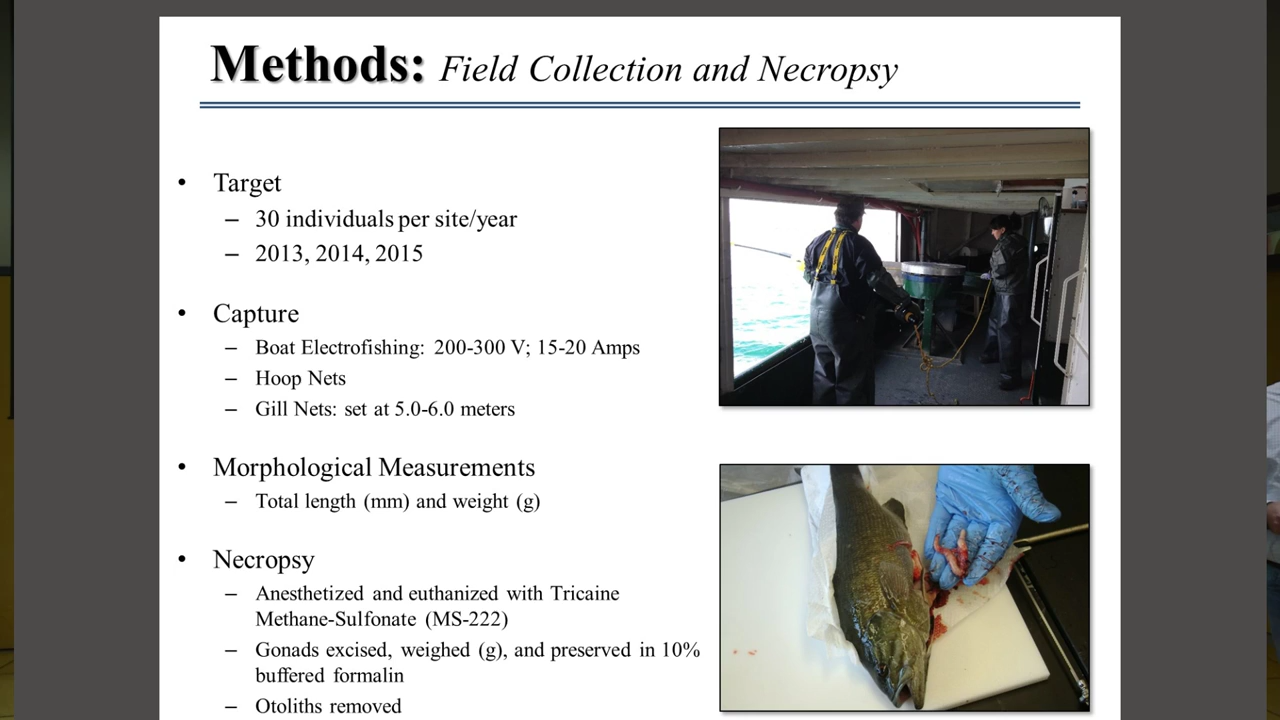 Methods: Field Collection and Necropsy
• Target
– 30 individuals per site/year
– 2013, 2014, 2015
• Capture
– Boat Electrofishing: 200-300 V; 15-20 Amps
– Hoop Nets
– Gill Nets: set at 5.0-6.0 meters
• Morphological Measurements
– Total length (mm) and weight (g)
• Necropsy
– Anesthetized and euthanized with Tricaine
Methane-Sulfonate (MS-222)
– Gonads excised, weighed (g), and preserved in 10%
buffered formalin
– Otoliths removed